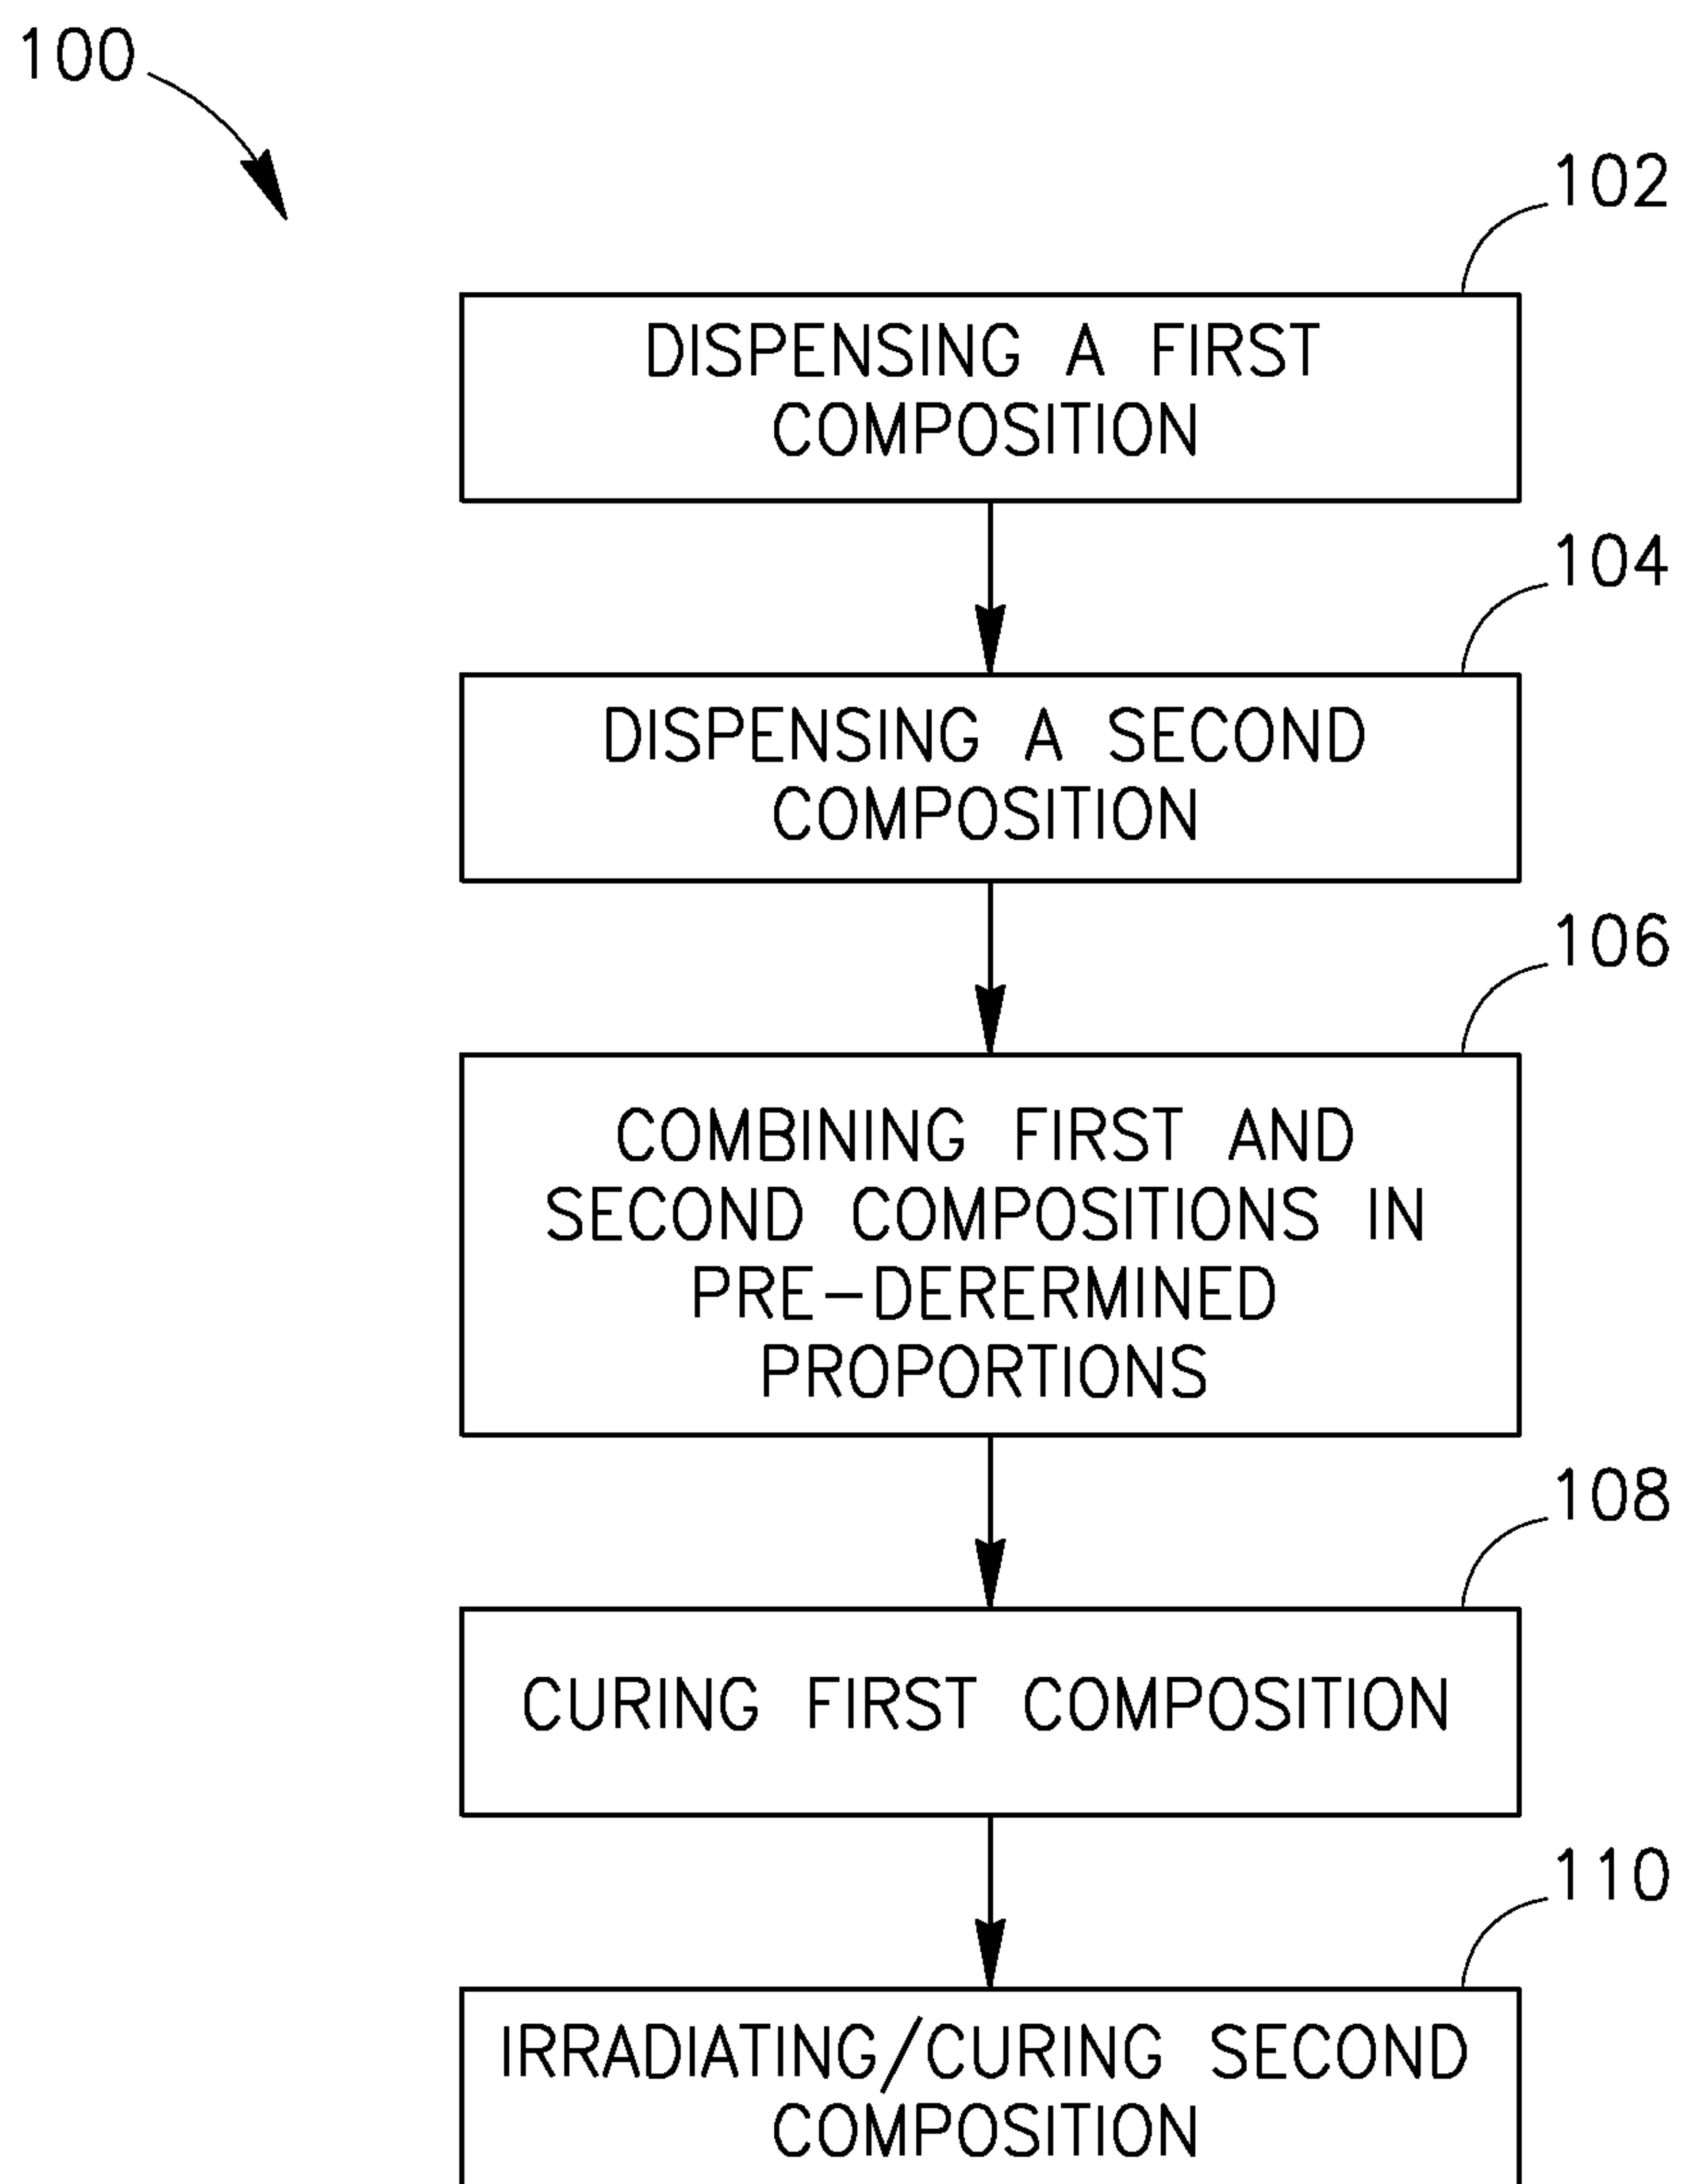 100
102
DISPENSING A FIRST
COMPOSITION
104
DISPENSING A SECOND
COMPOSITION
106
COMBINING FIRST AND
SECOND COMPOSITIONS IN
PRE-DERERMINED
PROPORTIONS
108
CURING FIRST COMPOSITION
110
IRRADIATING/CURING SECOND
COMPOSITION